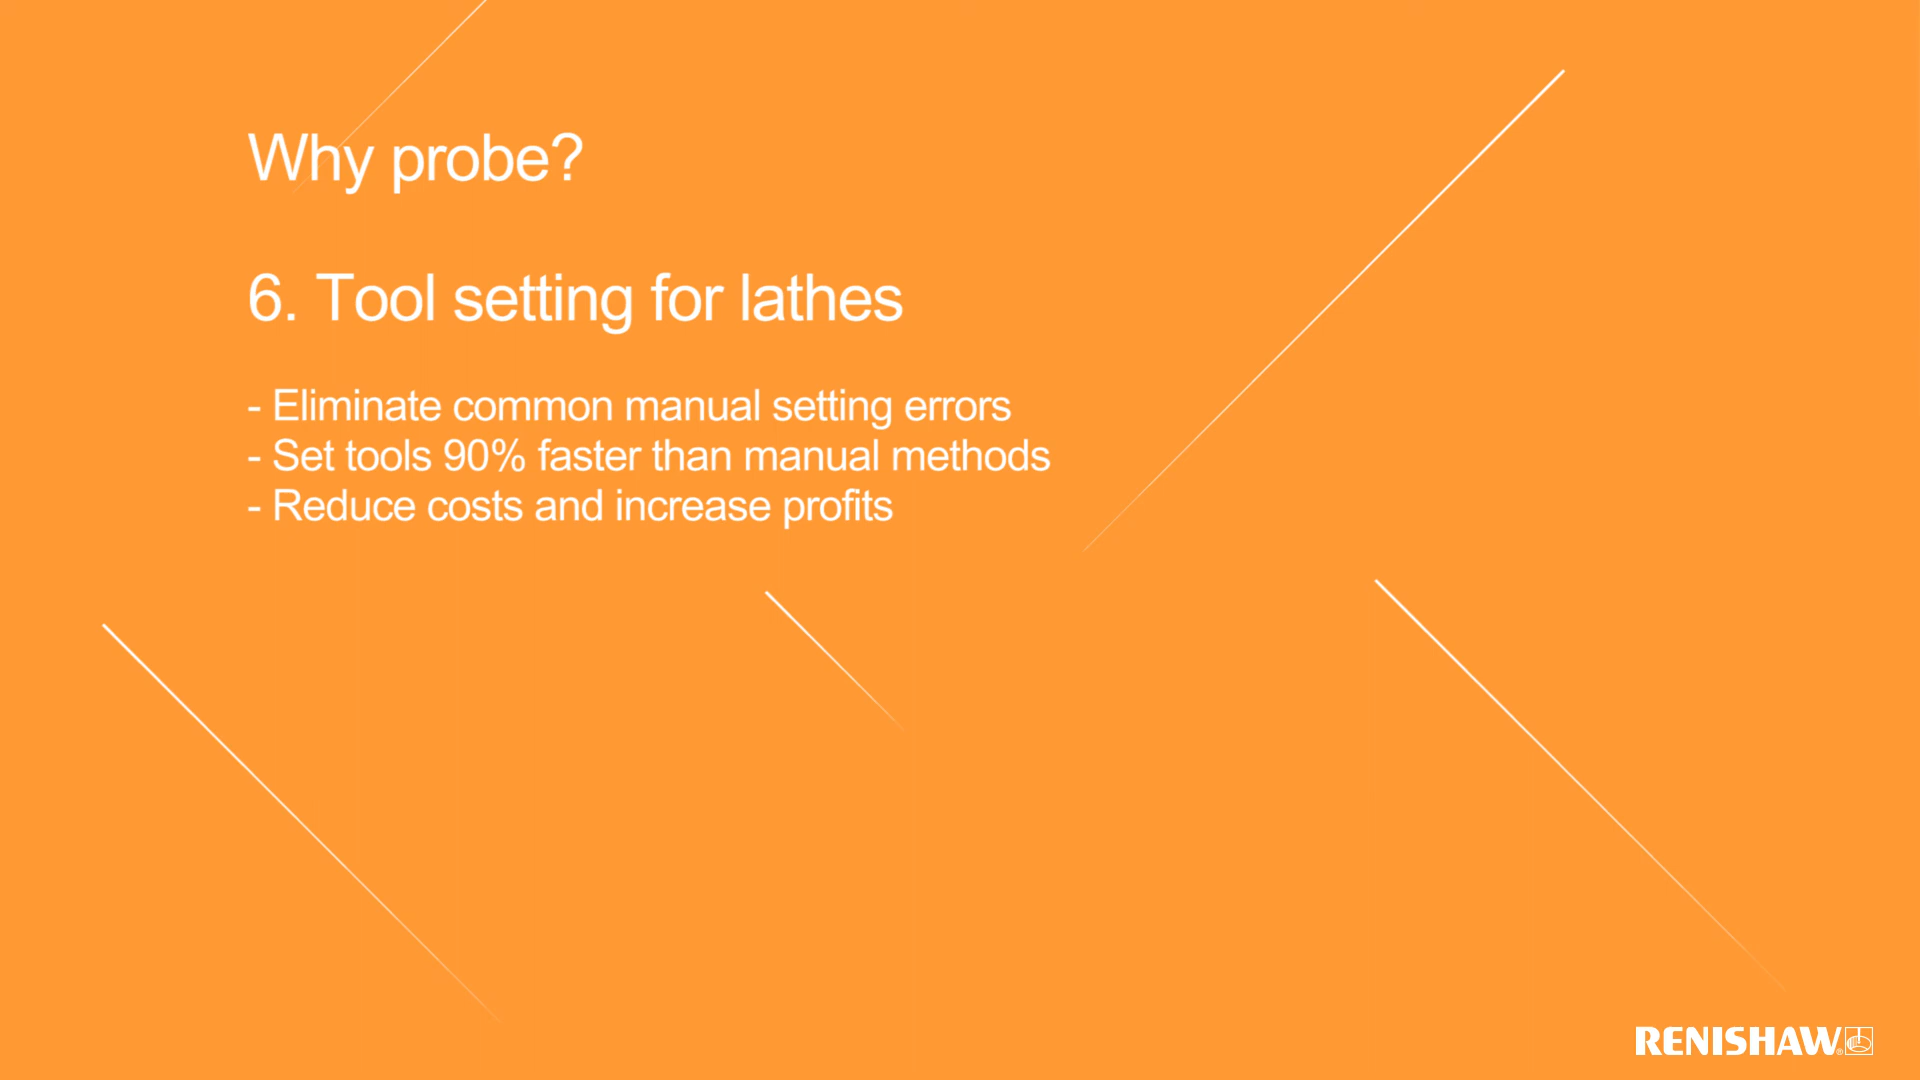 Why probe?
6. Tool setting for lathes
- Eliminate common manual setting errors
- Set tools 90% faster than manual methods
- Reduce costs and increase profits
RENISHAW®